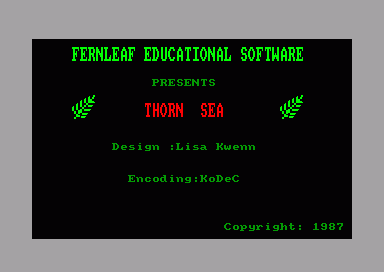 FERNLEAF EDUCATIONAL SOFTWARE
PRESENTS
THORN SEA
Design :Lisa Kwenn
Encoding:KoDeC
Copyright: 1987